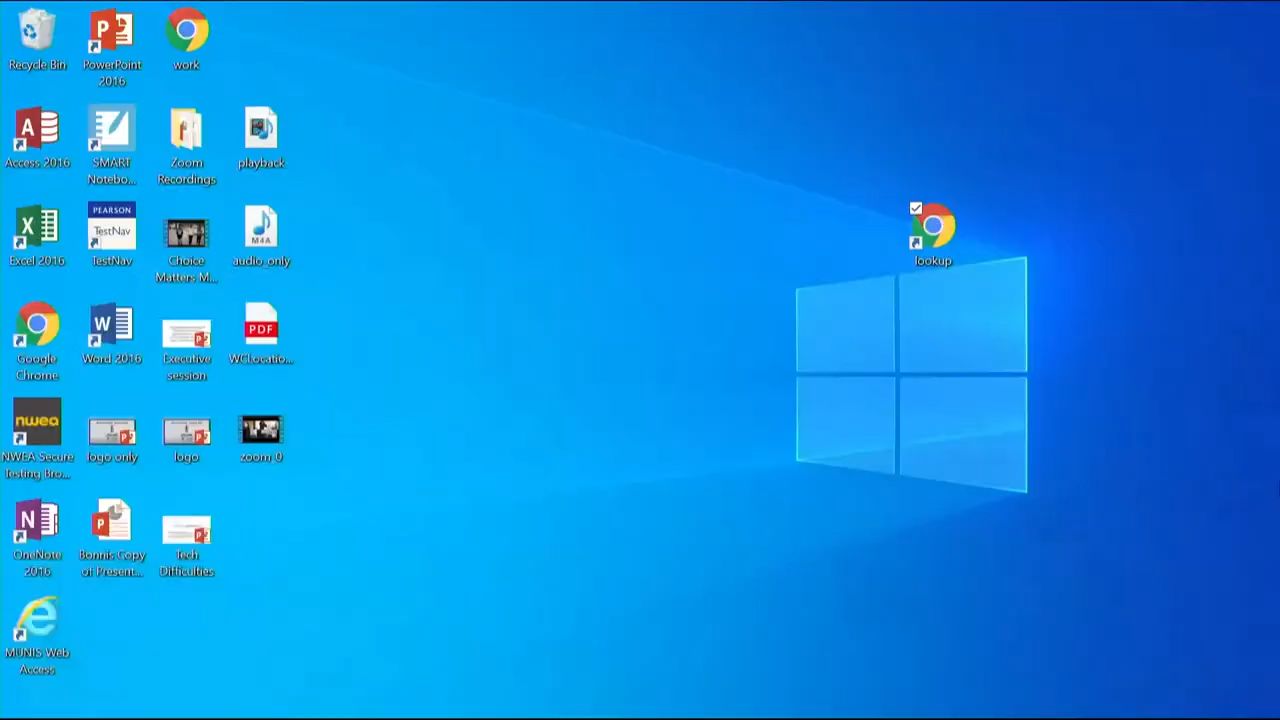 Recycle Bin
PowerPoint
2016
work
Access 2016
SMART
Notebo...
Zoom
Recordings
playback
Excel 2016
PEARSON
TestNav
TestNav
Choice
Matters M...
M4A
audio_only
lookup
Google
Chrome
Word 2016
Executive
session
PDF
WCLocatio...
nwea
NWEA Secure
Testing Bro...
logo only
logo
zoom_0
OneNote
2016
Bonnis Copy
of Present...
Tech
Difficulties
MUNIS Web
Access